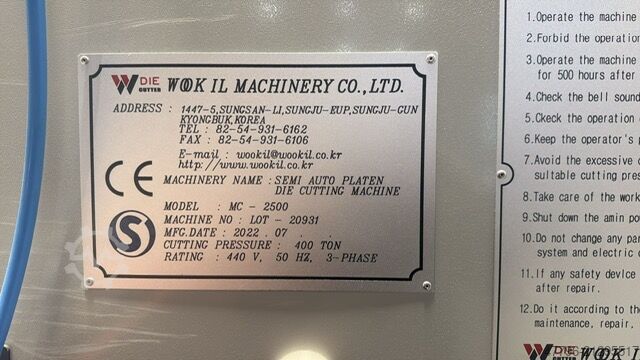 W DIE CUTTER WOOK IL MACHINERY CO.,LTD.
ADDRESS : 1447-5,SUNGSAN-LI,SUNGJU-EUP,SUNGJU-GUN
KYONGBUK,KOREA
TEL : 82-54-931-6162
FAX : 82-54-931-6106
E-mail : wookil@wookil.co.kr
http://www.wookil.co.kr
CE
MACHINERY NAME : SEMI AUTO PLATEN
DIE CUTTING MACHINE
S
MODEL : MC - 2500
MACHINE NO : LOT - 20931
MFG.DATE : 2022 .07 .
CUTTING PRESSURE : 400 TON
RATING : 440 V, 50 HZ, 3-PHASE
1.Operate the machine
2.Forbid the operation
3.Operate the machine
for 500 hours after
4.Check the bell sound
5.Ckeck the operation
6.Keep the operator's
7.Avoid the excessive
suitable cutting pres
8.Take care of the work
9.Shut down the amin po
10.Do not change any par
system and electric
11.If any safety device
after repair.
12.Do it according to the
maintenance, repair,
W DIE CUTTER WOOK I